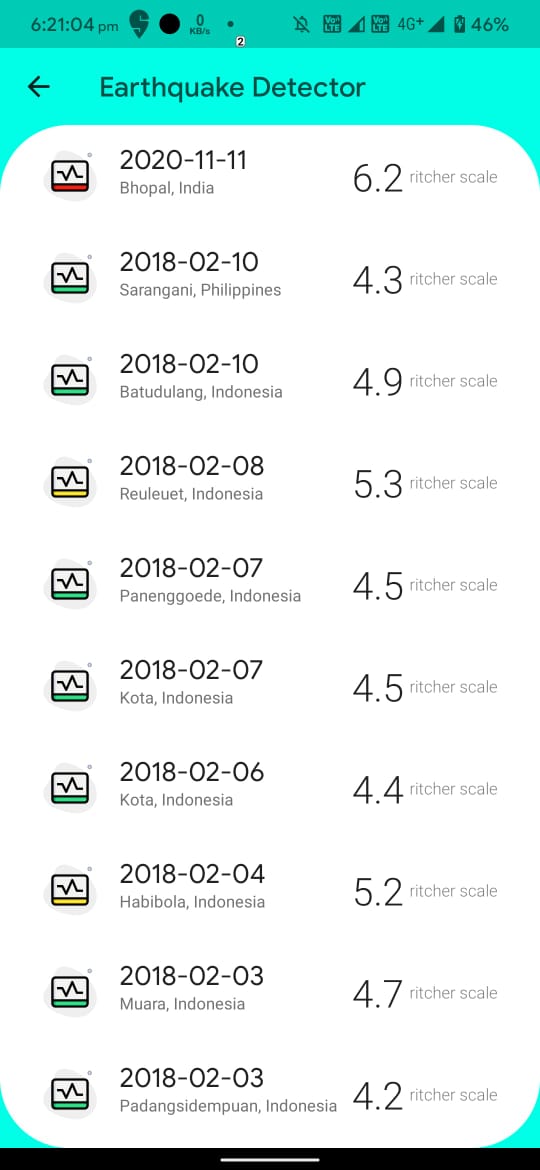 6:21:04 pm 0 KB/s 2 Vo)) LTE Vo)) LTE 4G+ 46%
Earthquake Detector
2020-11-11
Bhopal, India
6.2 ritcher scale
2018-02-10
Sarangani, Philippines
4.3 ritcher scale
2018-02-10
Batudulang, Indonesia
4.9 ritcher scale
2018-02-08
Reuleuet, Indonesia
5.3 ritcher scale
2018-02-07
Panenggoede, Indonesia
4.5 ritcher scale
2018-02-07
Kota, Indonesia
4.5 ritcher scale
2018-02-06
Kota, Indonesia
4.4 ritcher scale
2018-02-04
Habibola, Indonesia
5.2 ritcher scale
2018-02-03
Muara, Indonesia
4.7 ritcher scale
2018-02-03
Padangsidempuan, Indonesia
4.2 ritcher scale